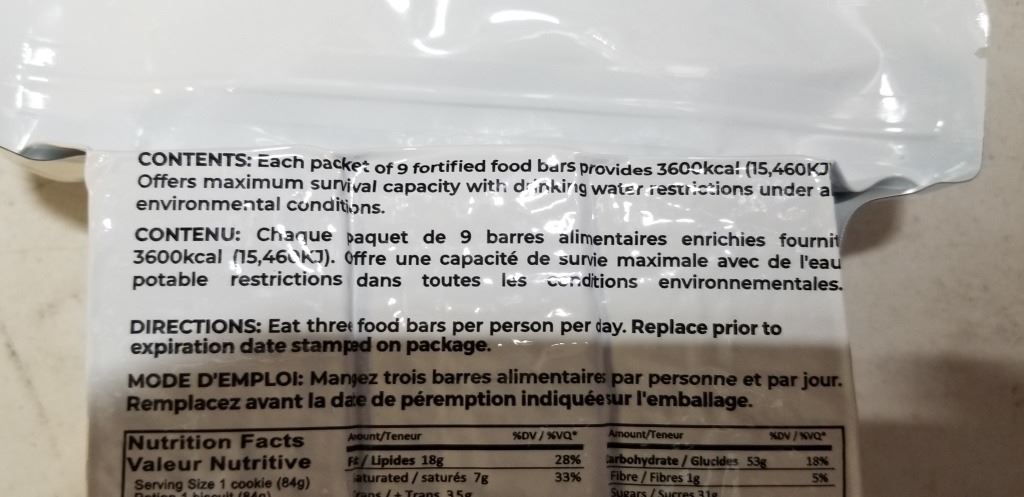 CONTENTS: Each packet of 9 fortified food bars provides 3600kcal (15,460KJ
Offers maximum survival capacity with drinking water restrictions under a
environmental conditions.
CONTENU: Chaque paquet de 9 barres alimentaires enrichies fournit
3600kcal (15,460KJ). Offre une capacité de survie maximale avec de l'eau
potable restrictions dans toutes les conditions environnementales.
DIRECTIONS: Eat three food bars per person per day. Replace prior to
expiration date stamped on package.
MODE D'EMPLOI: Mangez trois barres alimentaires par personne et par jour.
Remplacez avant la date de péremption indiquée sur l'emballage.
Nutrition Facts
Valeur Nutritive
Serving Size 1 cookie (84g)
Amount/Teneur %DV / %VQ*
Fat / Lipides 18g 28%
saturated / saturés 7g 33%
Trans 3.5g
Amount/Teneur %DV / %VQ*
Carbohydrate / Glucides 53g 18%
Fibre / Fibres 1g 5%
Sugars / Sucres 31g